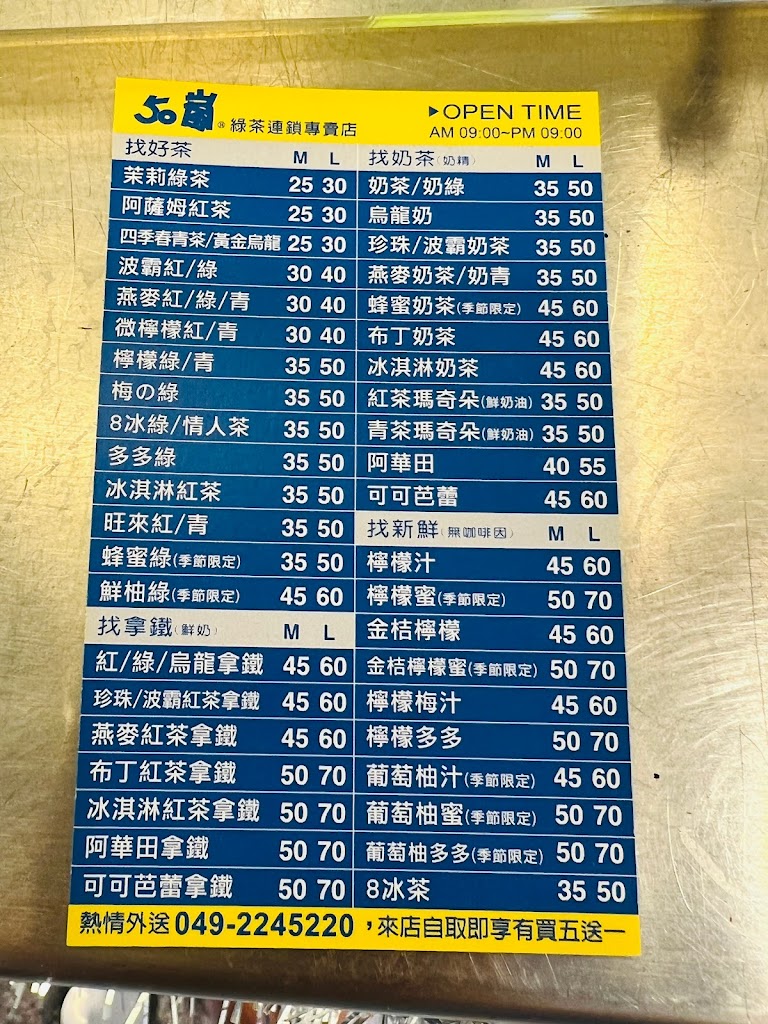 50嵐® 綠茶連鎖專賣店
▶OPEN TIME
AM 09:00~PM 09:00
找好茶 M L
茉莉綠茶 25 30
阿薩姆紅茶 25 30
四季春青茶/黃金烏龍 25 30
波霸紅/綠 30 40
燕麥紅/綠/青 30 40
微檸檬紅/青 30 40
檸檬綠/青 35 50
梅の綠 35 50
8冰綠/情人茶 35 50
多多綠 35 50
冰淇淋紅茶 35 50
旺來紅/青 35 50
蜂蜜綠(季節限定) 35 50
鮮柚綠(季節限定) 45 60
找拿鐵(鮮奶) M L
紅/綠/烏龍拿鐵 45 60
珍珠/波霸紅茶拿鐵 45 60
燕麥紅茶拿鐵 45 60
布丁紅茶拿鐵 50 70
冰淇淋紅茶拿鐵 50 70
阿華田拿鐵 50 70
可可芭蕾拿鐵 50 70
找奶茶(奶精) M L
奶茶/奶綠 35 50
烏龍奶 35 50
珍珠/波霸奶茶 35 50
燕麥奶茶/奶青 35 50
蜂蜜奶茶(季節限定) 45 60
布丁奶茶 45 60
冰淇淋奶茶 45 60
紅茶瑪奇朵(鮮奶油) 35 50
青茶瑪奇朵(鮮奶油) 35 50
阿華田 40 55
可可芭蕾 45 60
找新鮮(無咖啡因) M L
檸檬汁 45 60
檸檬蜜(季節限定) 50 70
金桔檸檬 45 60
金桔檸檬蜜(季節限定) 50 70
檸檬梅汁 45 60
檸檬多多 50 70
葡萄柚汁(季節限定) 45 60
葡萄柚蜜(季節限定) 50 70
葡萄柚多多(季節限定) 50 70
8冰茶 35 50
熱情外送049-2245220，來店自取即享有買五送一